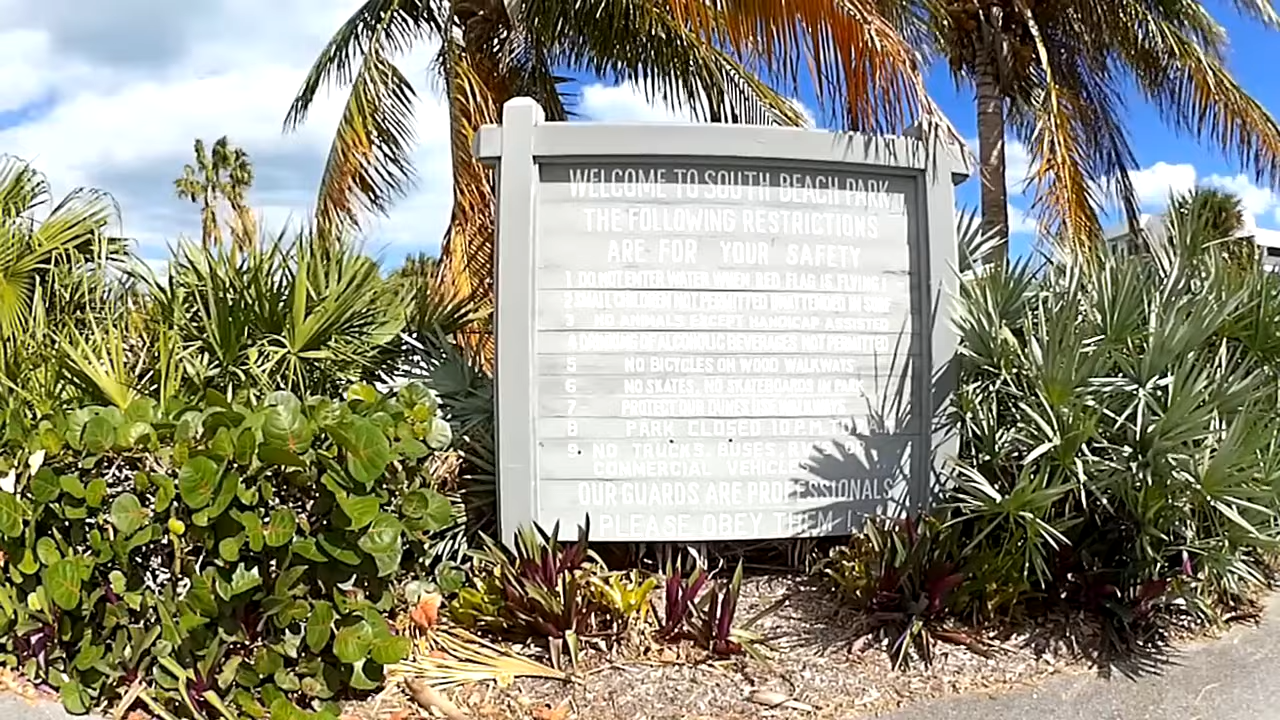 WELCOME TO SOUTH BEACH PARK
THE FOLLOWING RESTRICTIONS
ARE FOR YOUR SAFETY
1 DO NOT ENTER WATER WHEN RED FLAG IS FLYING
2 SMALL CHILDREN NOT PERMITTED UNATTENDED IN SURF
3 NO ANIMALS EXCEPT HANDICAP ASSISTED
4 DRINKING OF ALCOHOLIC BEVERAGES NOT PERMITTED
5 NO BICYCLES ON WOOD WALKWAYS
6 NO SKATES, NO SKATEBOARDS IN PARK
7 PROTECT OUR DUNES USE WALKWAYS
8 PARK CLOSED 10 P.M. TO
9 NO TRUCKS, BUSES, OR
COMMERCIAL VEHICLES
OUR GUARDS ARE PROFESSIONALS
PLEASE OBEY THEM !